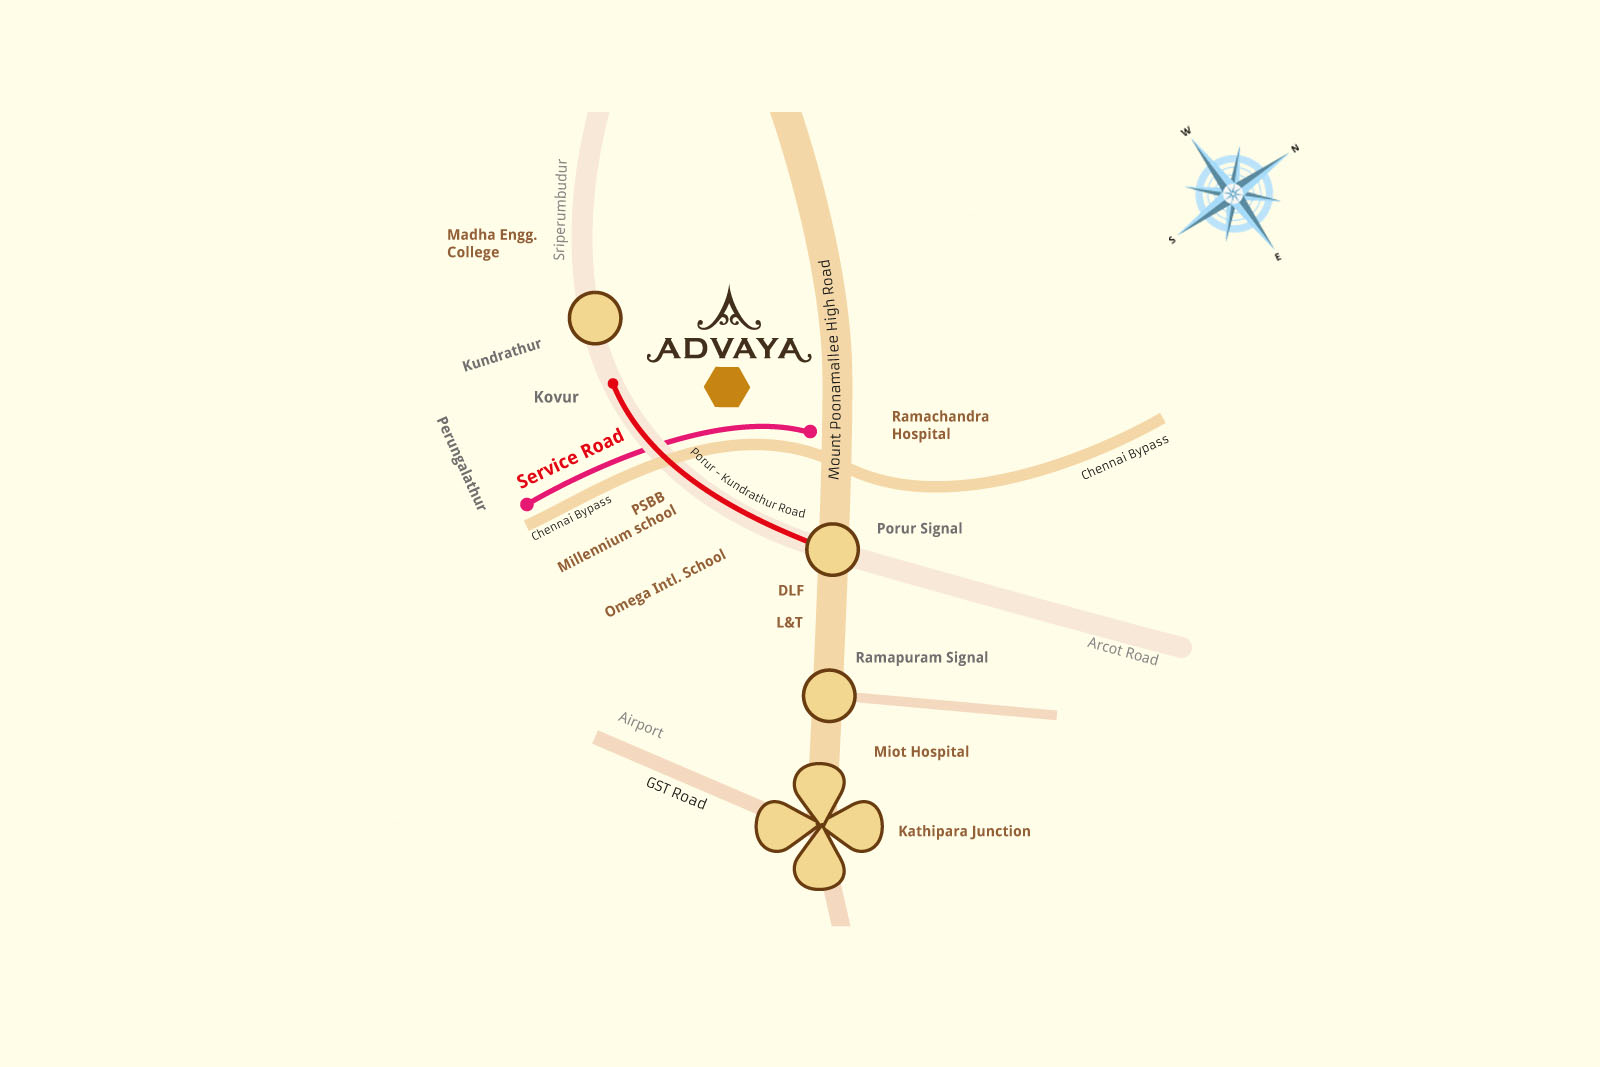 W
N
S
E
Sriperumbudur
Madha Engg.
College
Mount Poonamallee High Road
ADVAYA
Kundrathur
Kovur
Perungalathur
Service Road
Ramachandra
Hospital
Chennai Bypass
Porur - Kundrathur Road
Chennai Bypass
PSBB
Millennium school
Porur Signal
Omega Intl. School
DLF
L&T
Arcot Road
Ramapuram Signal
Airport
GST Road
Miot Hospital
Kathipara Junction